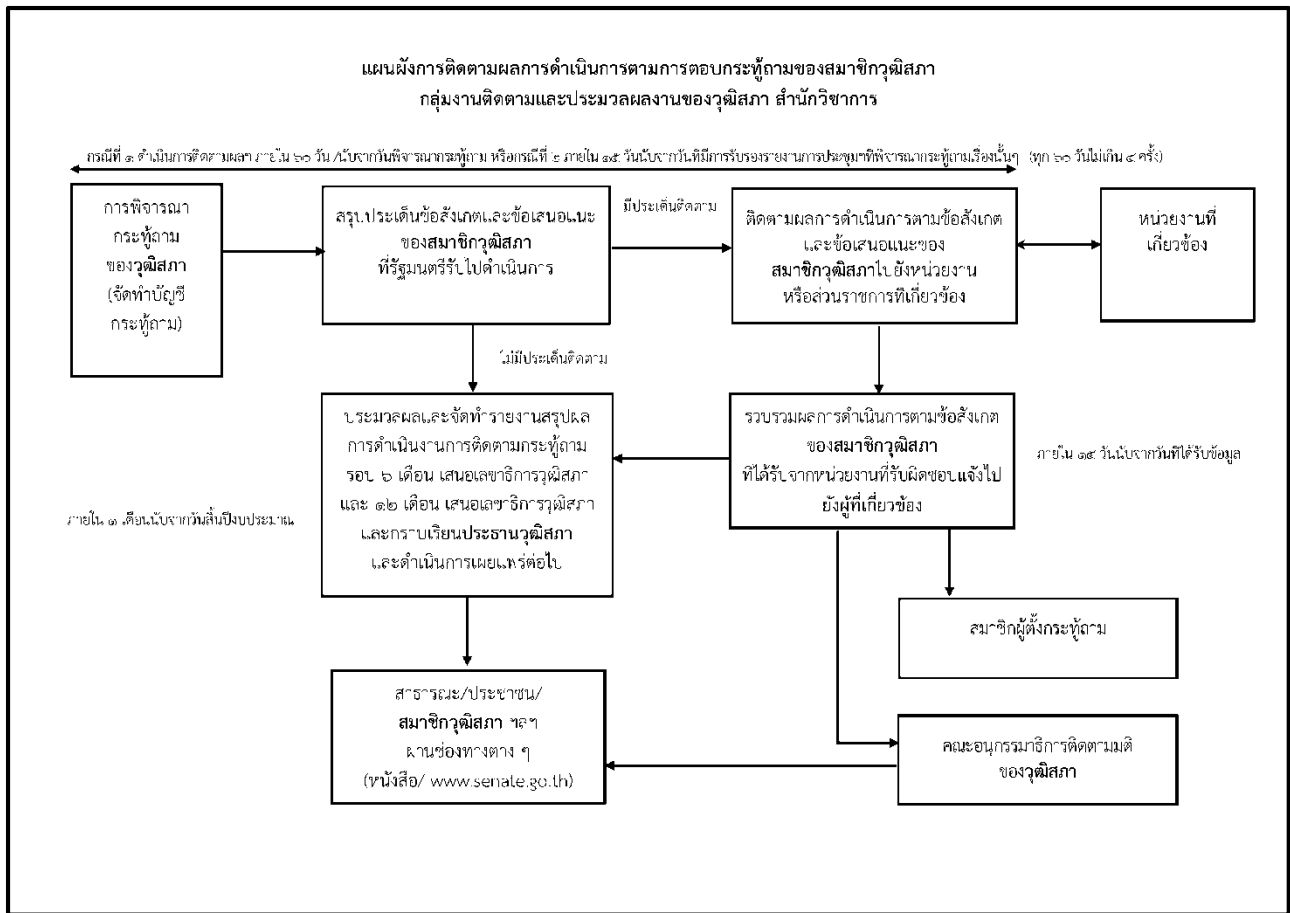 แผนผังการติดตามผลการดำเนินการตามการตอบกระทู้ถามของสมาชิกวุฒิสภา
กลุ่มงานติดตามและประมวลผลงานของวุฒิสภา สำนักวิชาการ
กรณีที่ ๑ ดำเนินการติดตามผลฯ ภายใน ๖๐ วัน /นับจากวันพิจารณากระทู้ถาม หรือกรณีที่ ๒ ภายใน ๑๕ วันนับจากวันที่มีการรับรองรายงานการประชุมฯที่พิจารณากระทู้ถามเรื่องนั้นๆ (ทุก ๖๐ วันไม่เกิน ๔ ครั้ง)
การพิจารณา
กระทู้ถาม
ของวุฒิสภา
(จัดทำบัญชี
กระทู้ถาม)
สรุปประเด็นข้อสังเกตและข้อเสนอแนะ
ของสมาชิกวุฒิสภา
ที่รัฐมนตรีรับไปดำเนินการ
มีประเด็นติดตาม
ติดตามผลการดำเนินการตามข้อสังเกต
และข้อเสนอแนะของ
สมาชิกวุฒิสภาไปยังหน่วยงาน
หรือส่วนราชการที่เกี่ยวข้อง
หน่วยงานที่
เกี่ยวข้อง
ไม่มีประเด็นติดตาม
ประมวลผลและจัดทำรายงานสรุปผล
การดำเนินงานการติดตามกระทู้ถาม
รอบ ๖ เดือน เสนอเลขาธิการวุฒิสภา
และ ๑๒ เดือน เสนอเลขาธิการวุฒิสภา
และกราบเรียนประธานวุฒิสภา
และดำเนินการเผยแพร่ต่อไป
ภายใน ๑ เดือนนับจากวันสิ้นปีงบประมาณ
รวบรวมผลการดำเนินการตามข้อสังเกต
ของสมาชิกวุฒิสภา
ที่ได้รับจากหน่วยงานที่รับผิดชอบแจ้งไป
ยังผู้ที่เกี่ยวข้อง
ภายใน ๑๕ วันนับจากวันที่ได้รับข้อมูล
สมาชิกผู้ตั้งกระทู้ถาม
สาธารณะ/ประชาชน/
สมาชิกวุฒิสภา ฯลฯ
ผ่านช่องทางต่าง ๆ
(หนังสือ/ www.senate.go.th)
คณะอนุกรรมาธิการติดตามมติ
ของวุฒิสภา